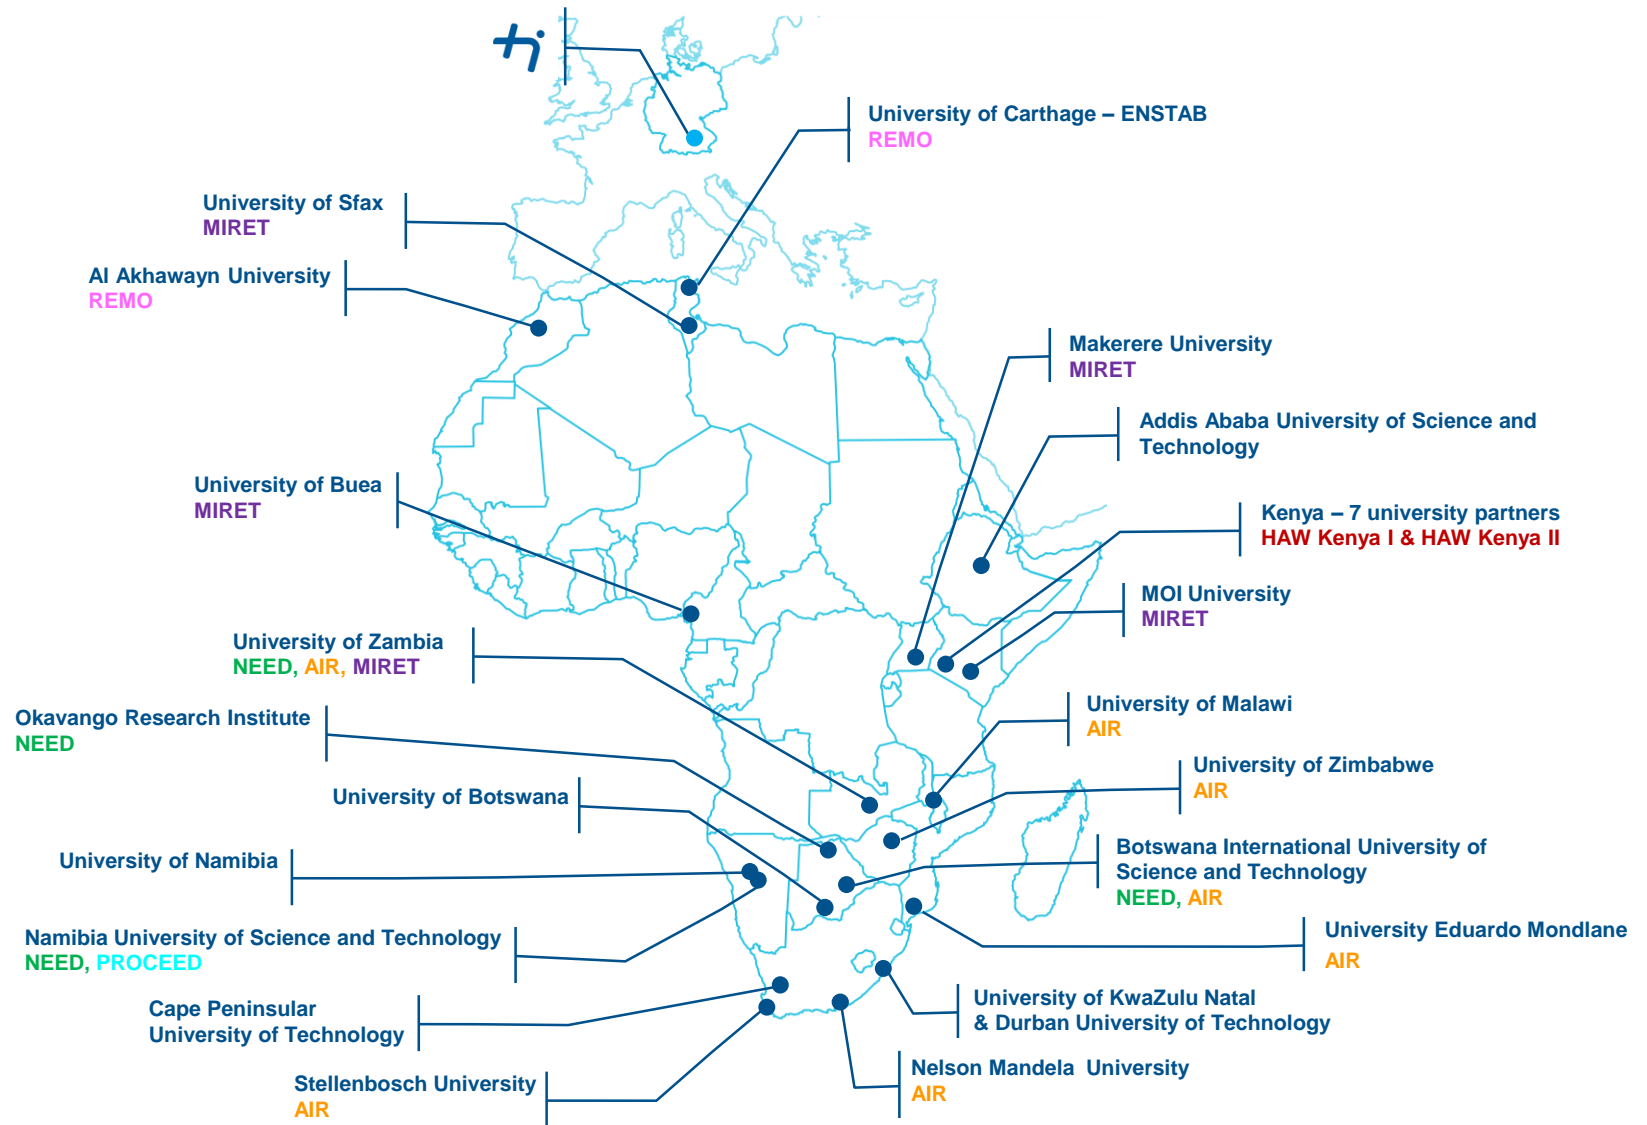 thi
University of Carthage – ENSTAB
REMO
University of Sfax
MIRET
Al Akhawayn University
REMO
Makerere University
MIRET
Addis Ababa University of Science and
Technology
University of Buea
MIRET
Kenya – 7 university partners
HAW Kenya I & HAW Kenya II
MOI University
MIRET
University of Zambia
NEED, AIR, MIRET
University of Malawi
AIR
Okavango Research Institute
NEED
University of Zimbabwe
AIR
University of Botswana
Botswana International University of
Science and Technology
NEED, AIR
University of Namibia
University Eduardo Mondlane
AIR
Namibia University of Science and Technology
NEED, PROCEED
Cape Peninsular
University of Technology
University of KwaZulu Natal
& Durban University of Technology
Stellenbosch University
AIR
Nelson Mandela University
AIR